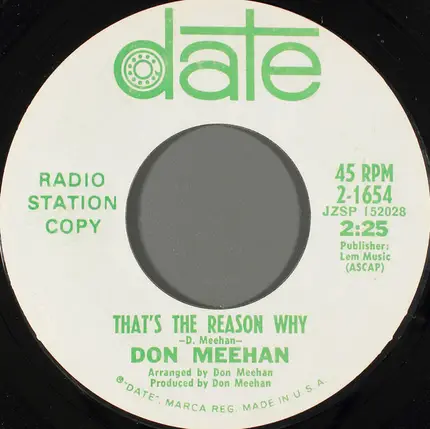 date
RADIO
STATION
COPY
45 RPM
2-1654
JZSP 152028
2:25
Publisher:
Lem Music
(ASCAP)
THAT'S THE REASON WHY
-D. Meehan-
DON MEEHAN
Arranged by Don Meehan
Produced by Don Meehan
® "DATE", MARCA REG. MADE IN U.S.A.